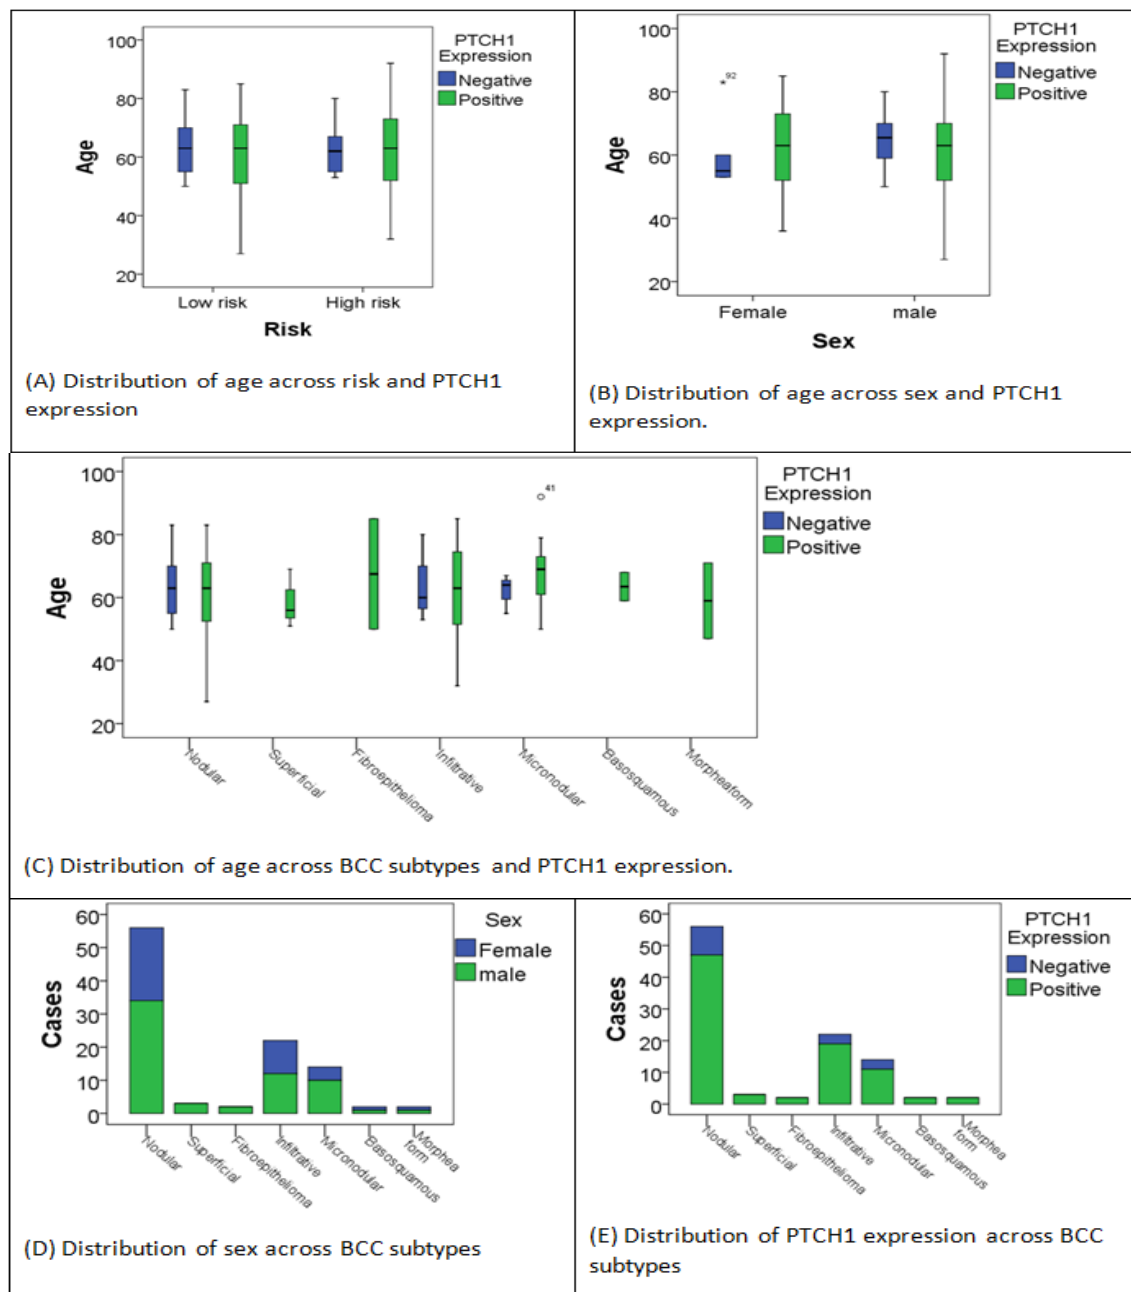 PTCH1
Expression
Negative
Positive
100
80
60
40
20
Age
Low risk
High risk
Risk
(A) Distribution of age across risk and PTCH1
expression
PTCH1
Expression
Negative
Positive
100
80
60
40
20
Age
92
Female
male
Sex
(B) Distribution of age across sex and PTCH1
expression.
PTCH1
Expression
Negative
Positive
100
80
60
40
20
Age
41
Nodular
Superficial
Fibroepithelioma
Infiltrative
Micronodular
Basosquamous
Morpheaform
(C) Distribution of age across BCC subtypes and PTCH1 expression.
Sex
Female
male
60
50
40
30
20
10
0
Cases
Nodular
Superficial
Fibroepithelioma
Infiltrative
Micronodular
Basosquamous
Morphea
form
(D) Distribution of sex across BCC subtypes
PTCH1
Expression
Negative
Positive
60
50
40
30
20
10
0
Cases
Nodular
Superficial
Fibroepithelioma
Infiltrative
Micronodular
Basosquamous
Morphea
form
(E) Distribution of PTCH1 expression across BCC
subtypes